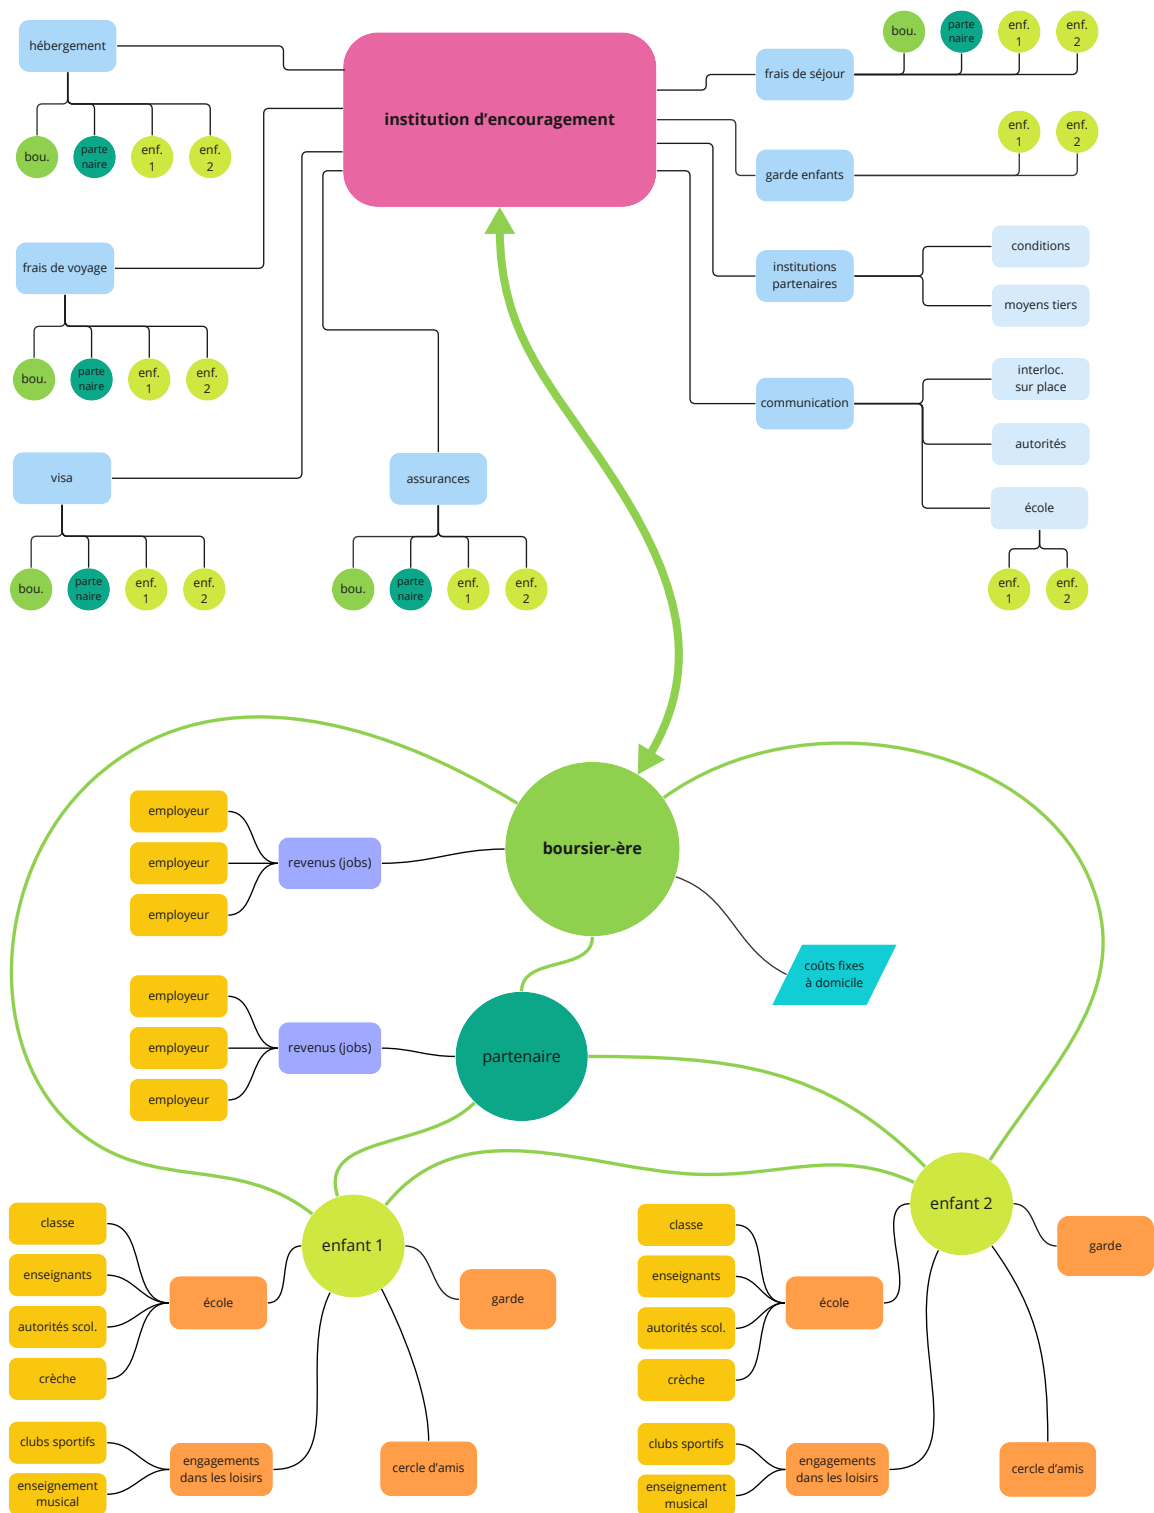 hébergement
bou.
parte
naire
enf.
1
enf.
2
institution d’encouragement
frais de séjour
bou.
parte
naire
enf.
1
enf.
2
garde enfants
enf.
1
enf.
2
frais de voyage
bou.
parte
naire
enf.
1
enf.
2
institutions
partenaires
conditions
moyens tiers
communication
interloc.
sur place
autorités
école
enf.
1
enf.
2
visa
bou.
parte
naire
enf.
1
enf.
2
assurances
bou.
parte
naire
enf.
1
enf.
2
boursier-ère
revenus (jobs)
employeur
employeur
employeur
coûts fixes
à domicile
partenaire
revenus (jobs)
employeur
employeur
employeur
enfant 1
école
classe
enseignants
autorités scol.
crèche
garde
engagements
dans les loisirs
clubs sportifs
enseignement
musical
cercle d’amis
enfant 2
école
classe
enseignants
autorités scol.
crèche
garde
engagements
dans les loisirs
clubs sportifs
enseignement
musical
cercle d’amis